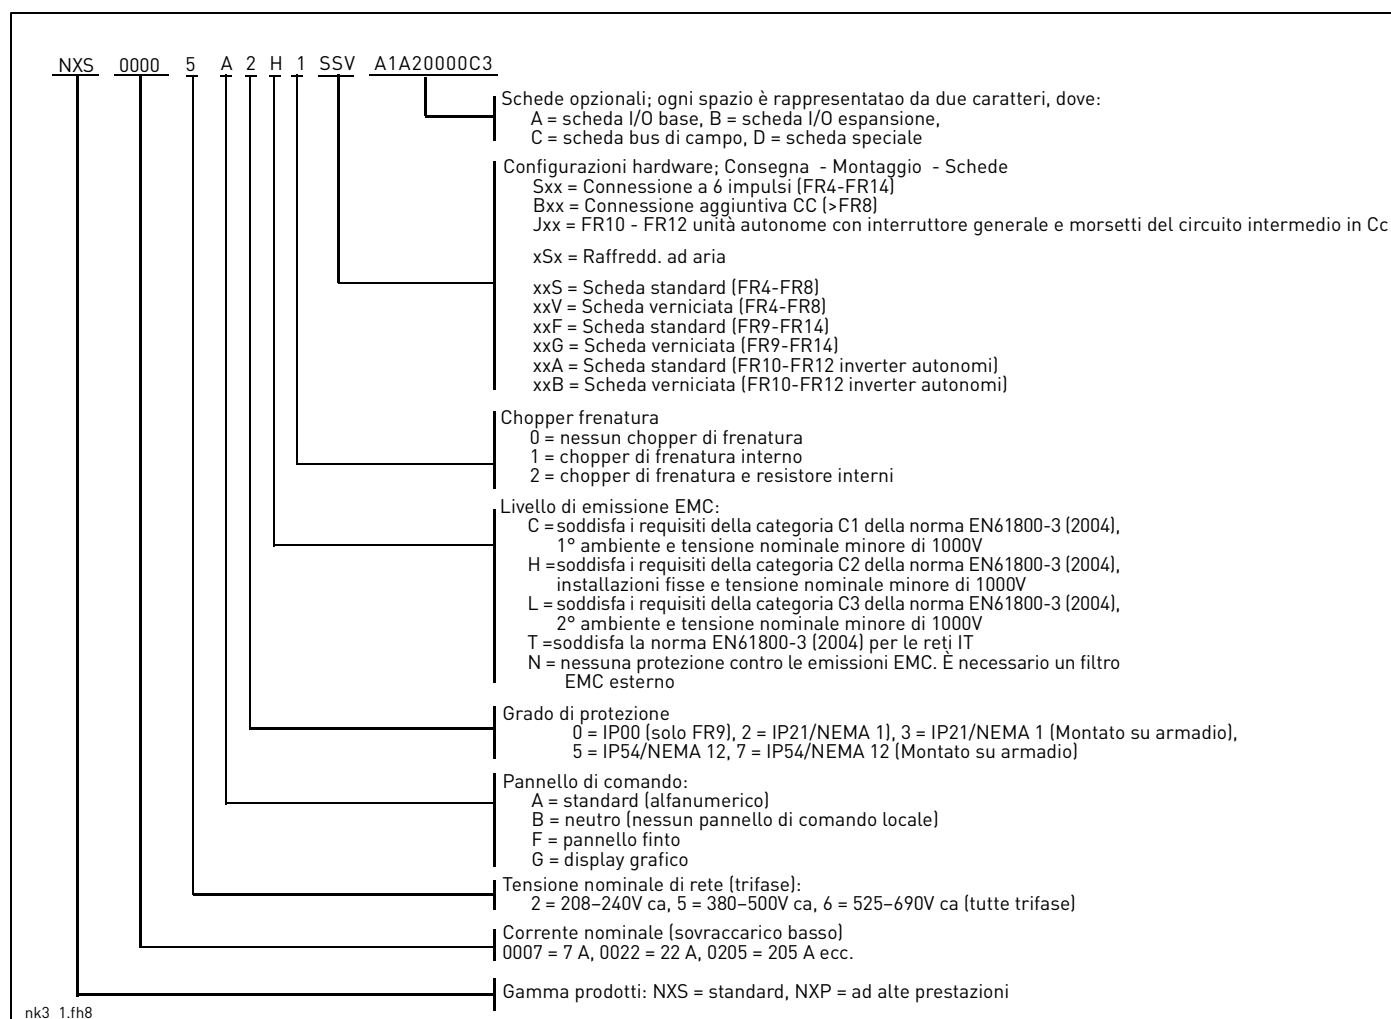 NXS 0000 5 A 2 H 1 SSV A1A20000C3
Schede opzionali; ogni spazio è rappresentatao da due caratteri, dove:
A = scheda I/O base, B = scheda I/O espansione,
C = scheda bus di campo, D = scheda speciale
Configurazioni hardware; Consegna - Montaggio - Schede
Sxx = Connessione a 6 impulsi (FR4-FR14)
Bxx = Connessione aggiuntiva CC (>FR8)
Jxx = FR10 - FR12 unità autonome con interruttore generale e morsetti del circuito intermedio in Cc
xSx = Raffredd. ad aria
xxS = Scheda standard (FR4-FR8)
xxV = Scheda verniciata (FR4-FR8)
xxF = Scheda standard (FR9-FR14)
xxG = Scheda verniciata (FR9-FR14)
xxA = Scheda standard (FR10-FR12 inverter autonomi)
xxB = Scheda verniciata (FR10-FR12 inverter autonomi)
Chopper frenatura
0 = nessun chopper di frenatura
1 = chopper di frenatura interno
2 = chopper di frenatura e resistore interni
Livello di emissione EMC:
C =soddisfa i requisiti della categoria C1 della norma EN61800-3 (2004),
1° ambiente e tensione nominale minore di 1000V
H =soddisfa i requisiti della categoria C2 della norma EN61800-3 (2004),
installazioni fisse e tensione nominale minore di 1000V
L =soddisfa i requisiti della categoria C3 della norma EN61800-3 (2004),
2° ambiente e tensione nominale minore di 1000V
T =soddisfa la norma EN61800-3 (2004) per le reti IT
N = nessuna protezione contro le emissioni EMC. È necessario un filtro
EMC esterno
Grado di protezione
0 = IP00 (solo FR9), 2 = IP21/NEMA 1), 3 = IP21/NEMA 1 (Montato su armadio),
5 = IP54/NEMA 12, 7 = IP54/NEMA 12 (Montato su armadio)
Pannello di comando:
A = standard (alfanumerico)
B = neutro (nessun pannello di comando locale)
F = pannello finto
G = display grafico
Tensione nominale di rete (trifase):
2 = 208–240V ca, 5 = 380–500V ca, 6 = 525–690V ca (tutte trifase)
Corrente nominale (sovraccarico basso)
0007 = 7 A, 0022 = 22 A, 0205 = 205 A ecc.
Gamma prodotti: NXS = standard, NXP = ad alte prestazioni
nk3_1.fh8